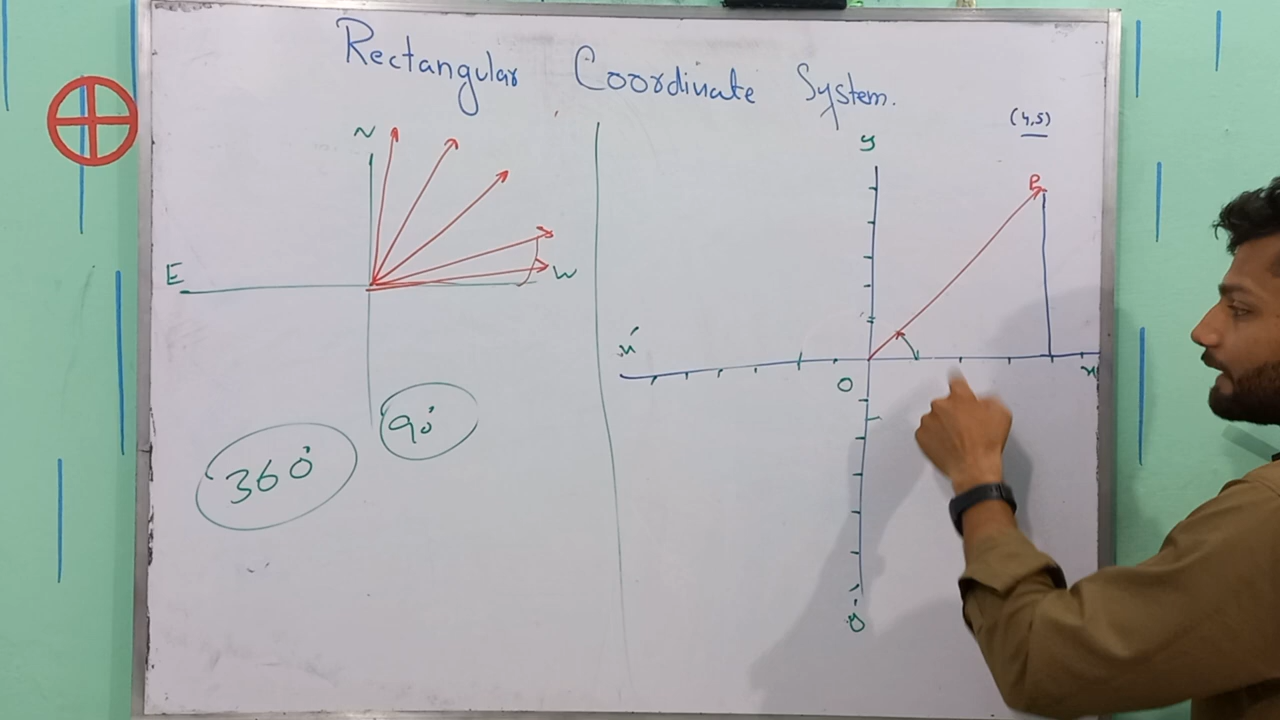 Rectangular Coordinate System.
N
E
W
90°
360°
(4,5)
y
P
x́
O
x
ý